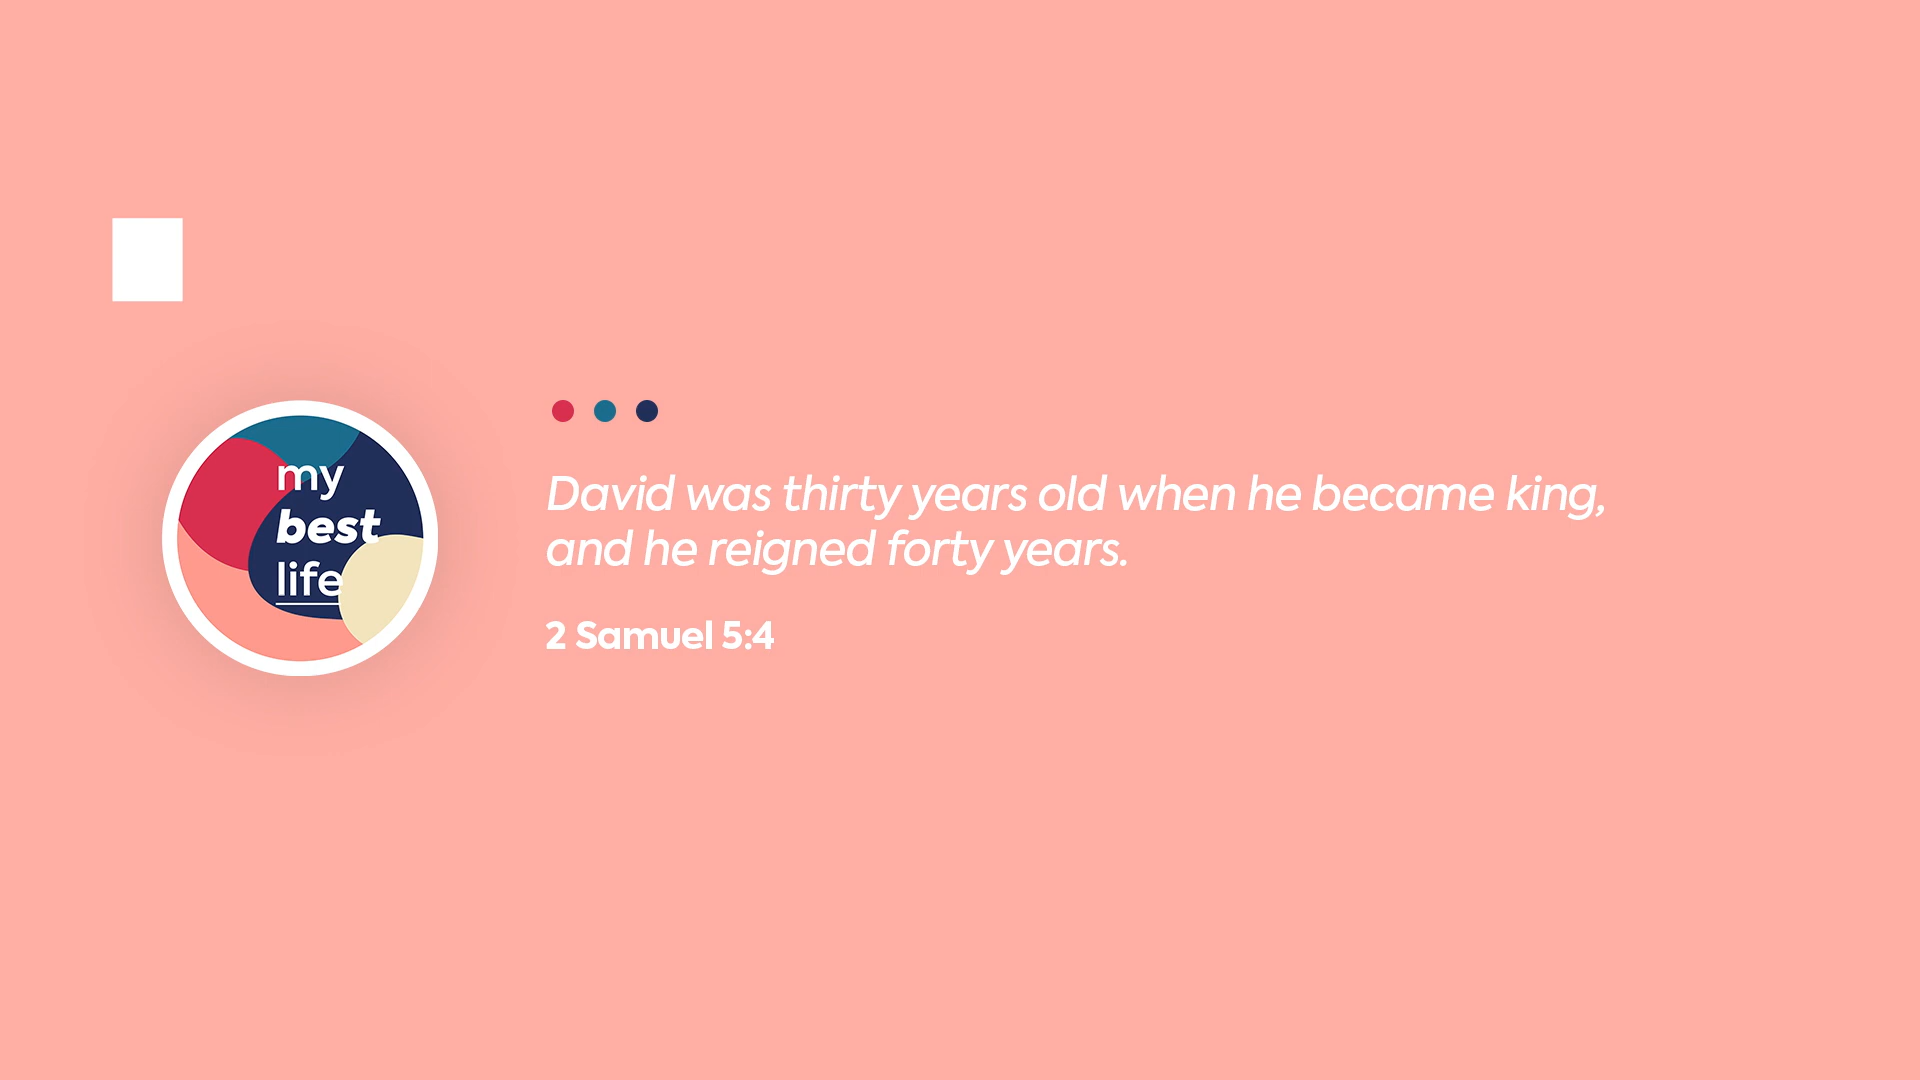 my
best
life
David was thirty years old when he became king,
and he reigned forty years.
2 Samuel 5:4